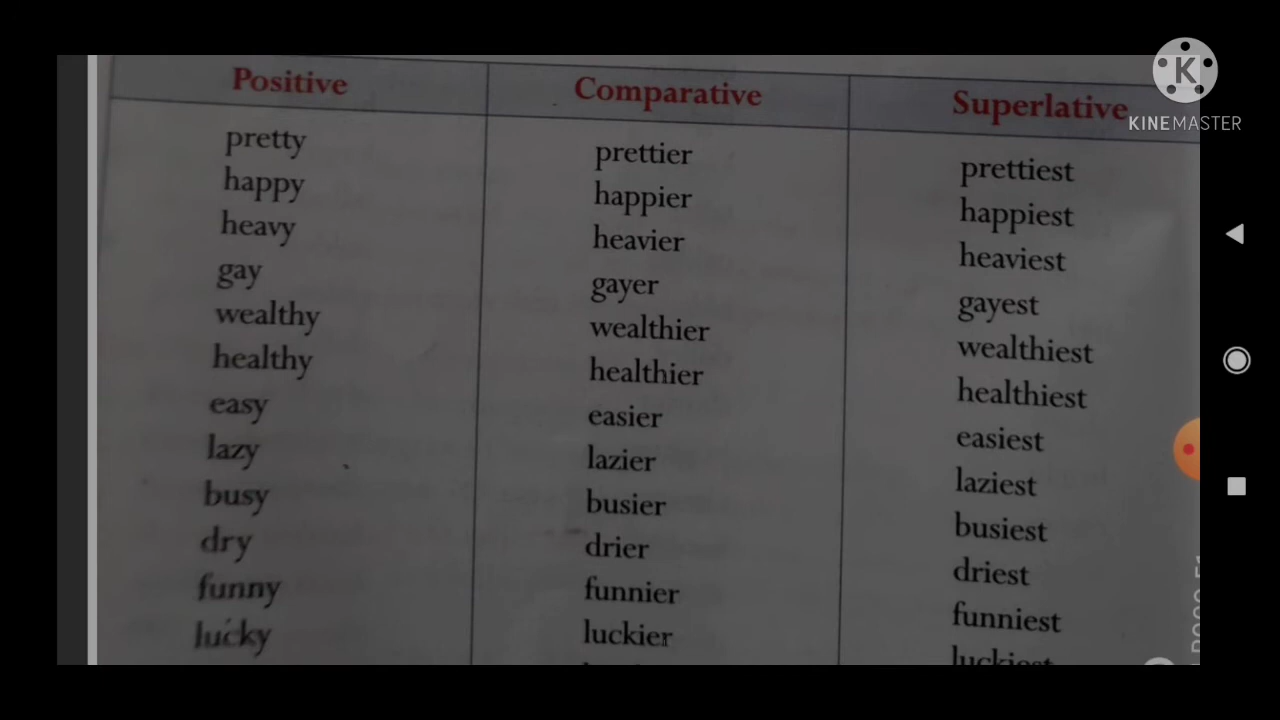 Positive Comparative Superlative
KINEMASTER
pretty prettier prettiest
happy happier happiest
heavy heavier heaviest
gay gayer gayest
wealthy wealthier wealthiest
healthy healthier healthiest
easy easier easiest
lazy lazier laziest
busy busier busiest
dry drier driest
funny funnier funniest
lucky luckier luckiest